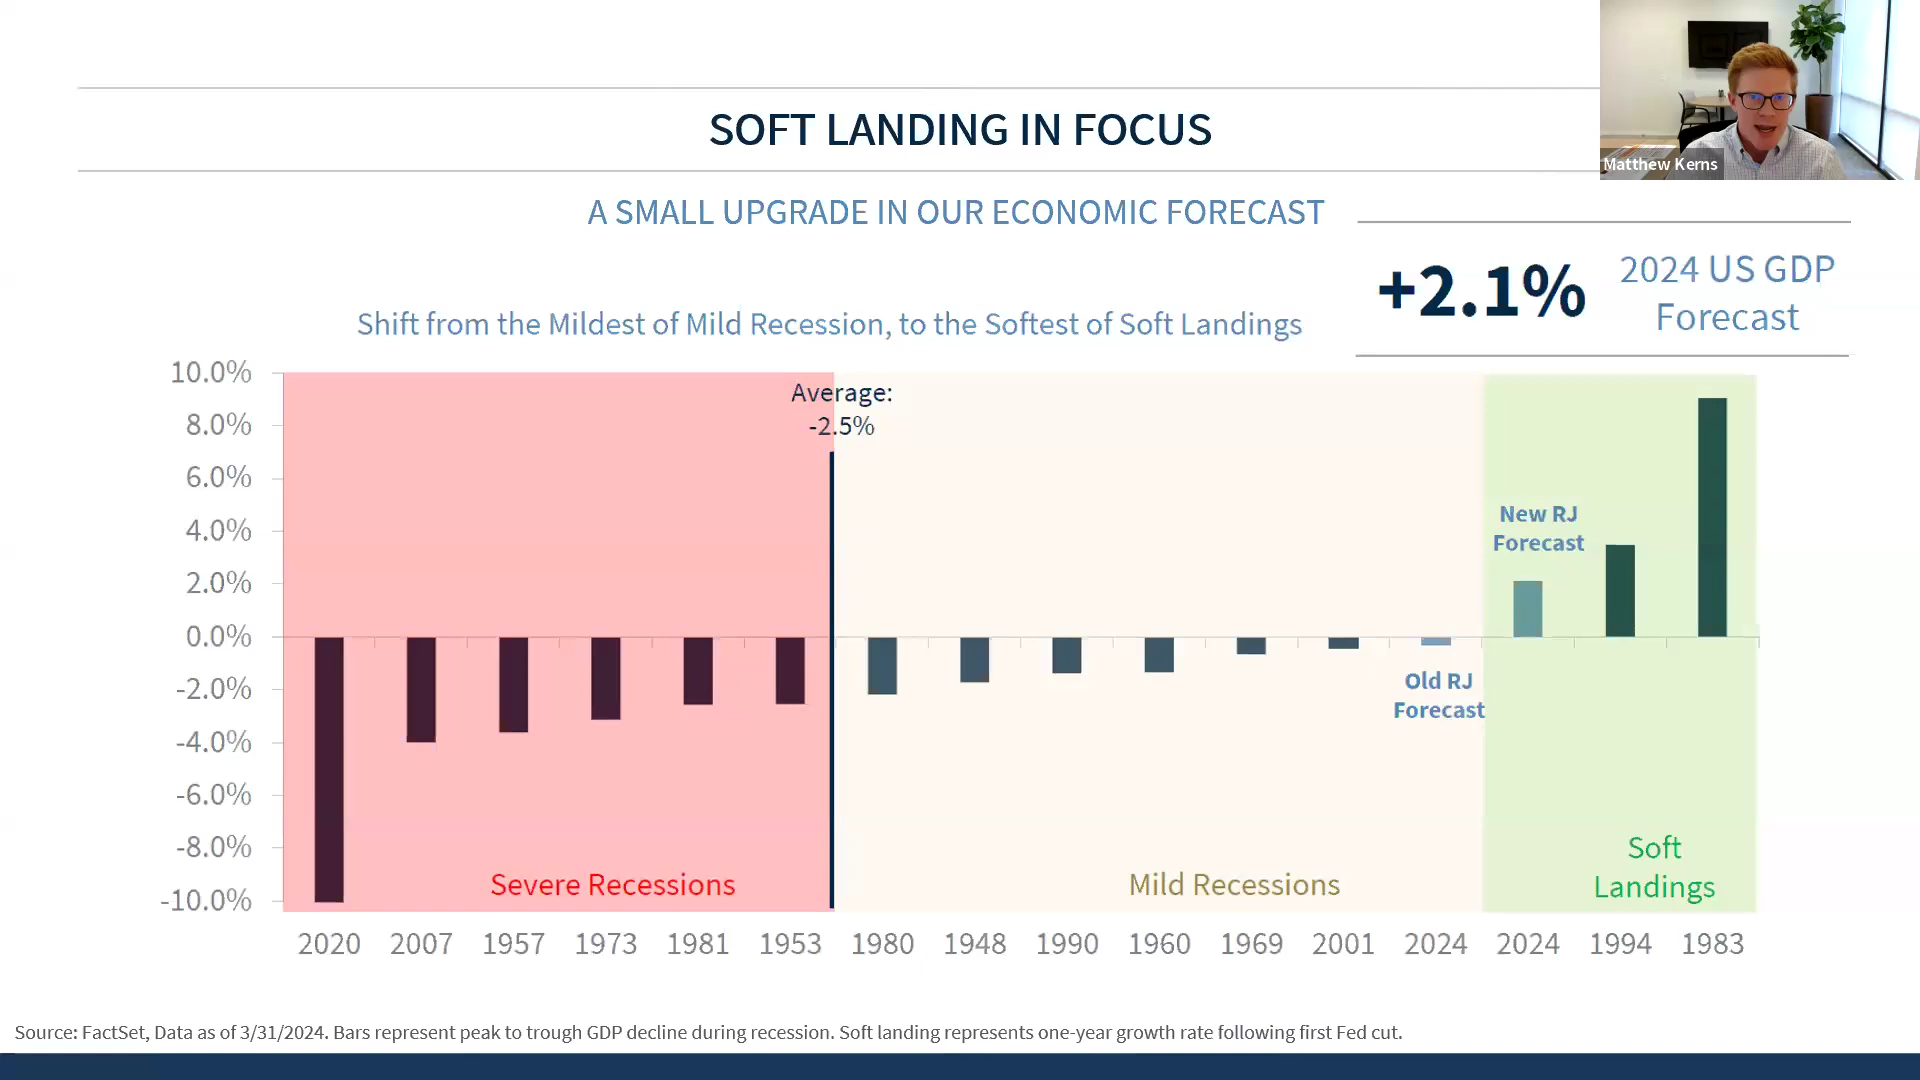 SOFT LANDING IN FOCUS
Matthew Kerns
A SMALL UPGRADE IN OUR ECONOMIC FORECAST
+2.1%
2024 US GDP
Forecast
Shift from the Mildest of Mild Recession, to the Softest of Soft Landings
10.0%
8.0%
6.0%
4.0%
2.0%
0.0%
-2.0%
-4.0%
-6.0%
-8.0%
-10.0%
Average:
-2.5%
New RJ
Forecast
Old RJ
Forecast
Severe Recessions
Mild Recessions
Soft
Landings
2020 2007 1957 1973 1981 1953 1980 1948 1990 1960 1969 2001 2024 2024 1994 1983
Source: FactSet, Data as of 3/31/2024. Bars represent peak to trough GDP decline during recession. Soft landing represents one-year growth rate following first Fed cut.